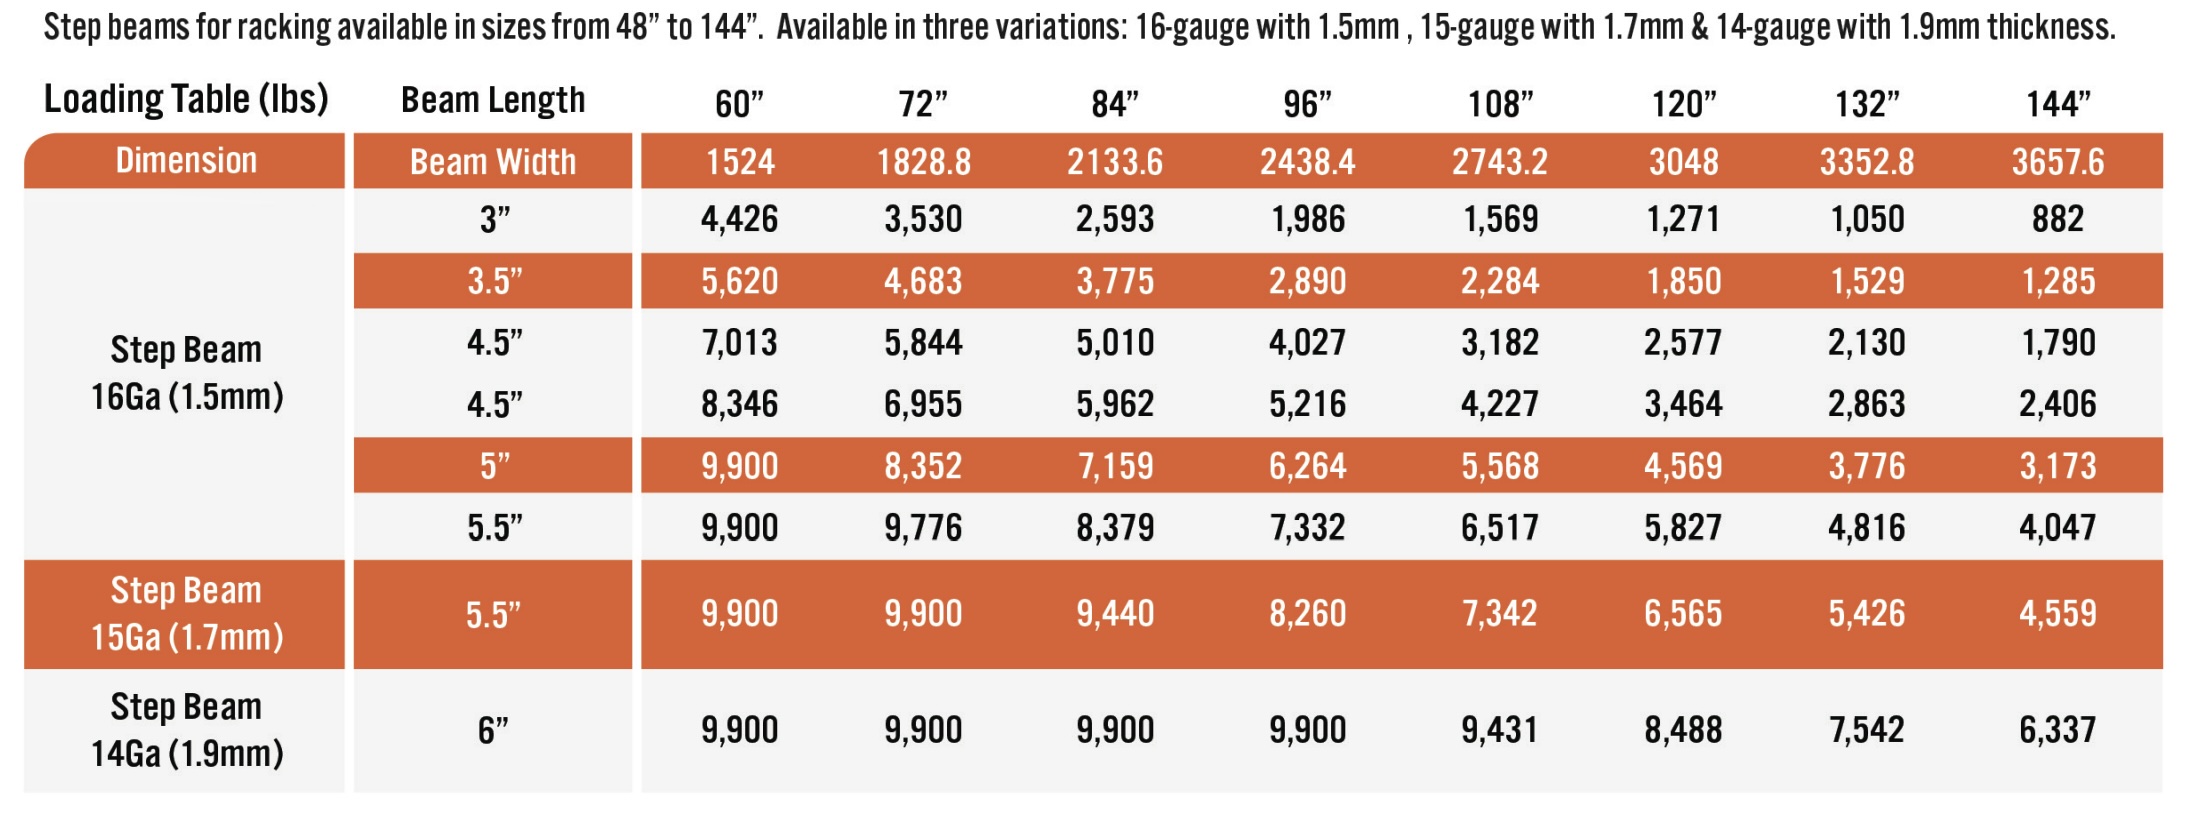 Step beams for racking available in sizes from 48” to 144”. Available in three variations: 16-gauge with 1.5mm , 15-gauge with 1.7mm & 14-gauge with 1.9mm thickness.
Loading Table (lbs) Beam Length 60” 72” 84” 96” 108” 120” 132” 144”
Dimension Beam Width 1524 1828.8 2133.6 2438.4 2743.2 3048 3352.8 3657.6
Step Beam
16Ga (1.5mm)
3” 4,426 3,530 2,593 1,986 1,569 1,271 1,050 882
3.5” 5,620 4,683 3,775 2,890 2,284 1,850 1,529 1,285
4.5” 7,013 5,844 5,010 4,027 3,182 2,577 2,130 1,790
4.5” 8,346 6,955 5,962 5,216 4,227 3,464 2,863 2,406
5” 9,900 8,352 7,159 6,264 5,568 4,569 3,776 3,173
5.5” 9,900 9,776 8,379 7,332 6,517 5,827 4,816 4,047
Step Beam
15Ga (1.7mm)
5.5” 9,900 9,900 9,440 8,260 7,342 6,565 5,426 4,559
Step Beam
14Ga (1.9mm)
6” 9,900 9,900 9,900 9,900 9,431 8,488 7,542 6,337